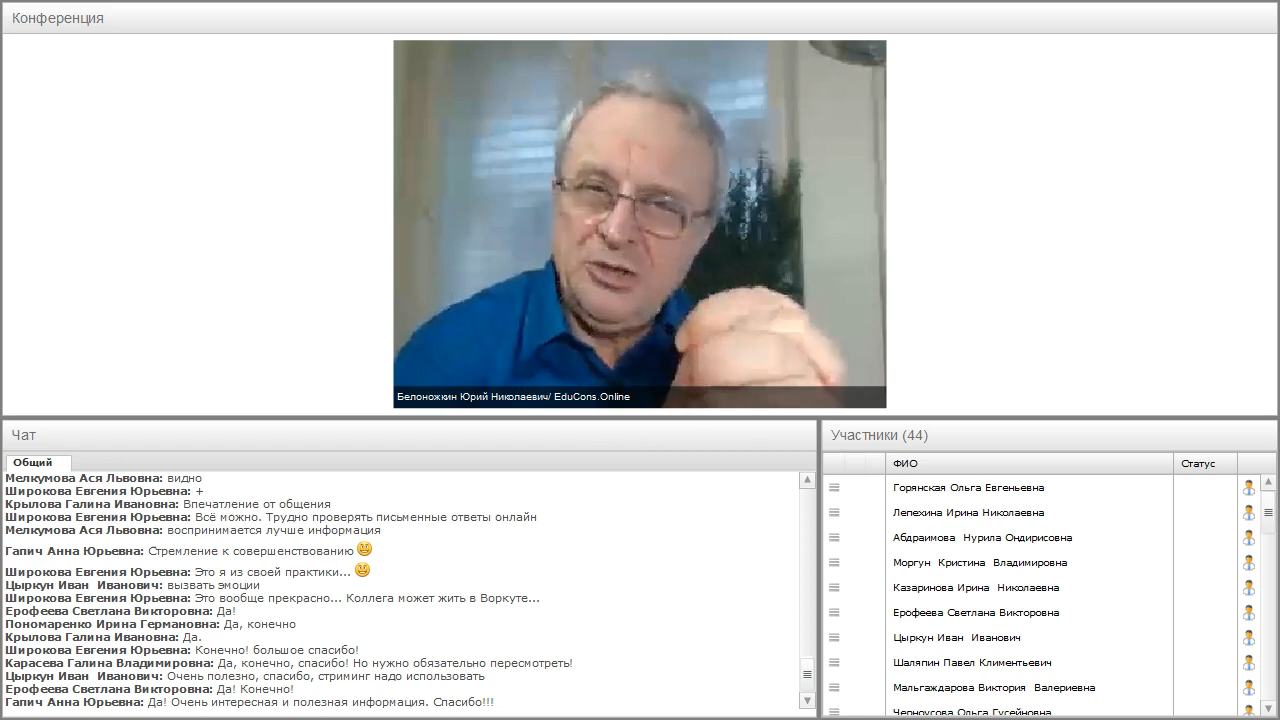 Конференция
Белоножкин Юрий Николаевич/ EduCons.Online
Чат
Общий
Мелкумова Ася Львовна: видно
Широкова Евгения Юрьевна: +
Крылова Галина Ивановна: Впечатление от общения
Широкова Евгения Юрьевна: Всё можно. Трудно проверять письменные ответы онлайн
Мелкумова Ася Львовна: воспринимается лучше информация
Гапич Анна Юрьевна: Стремление к совершенствованию
Широкова Евгения Юрьевна: Это я из своей практики...
Цыркун Иван Иванович: вызвать эмоции
Широкова Евгения Юрьевна: Это вообще прекрасно... Коллега может жить в Воркуте...
Ерофеева Светлана Викторовна: Да!
Пономаренко Ирина Германовна: Да, конечно
Крылова Галина Ивановна: Да.
Широкова Евгения Юрьевна: Конечно! большое спасибо!
Карасева Галина Владимировна: Да, конечно, спасибо! Но нужно обязательно пересмотреть!
Цыркун Иван Иванович: Очень полезно, спасибо, стриминг надо использовать
Ерофеева Светлана Викторовна: Да! Конечно!
Гапич Анна Юрьевна: Да! Очень интересная и полезная информация. Спасибо!!!
Участники (44)
ФИО Статус
Горянская Ольга Евгеньевна
Лепехина Ирина Николаевна
Абдраимова Нурила Ондирисовна
Моргун Кристина Владимировна
Казаринова Ирина Николаевна
Ерофеева Светлана Викторовна
Цыркун Иван Иванович
Шалагин Павел Климентьевич
Мальгаждарова Виктория Валериевна
Черноусова Ольга Гусейновна